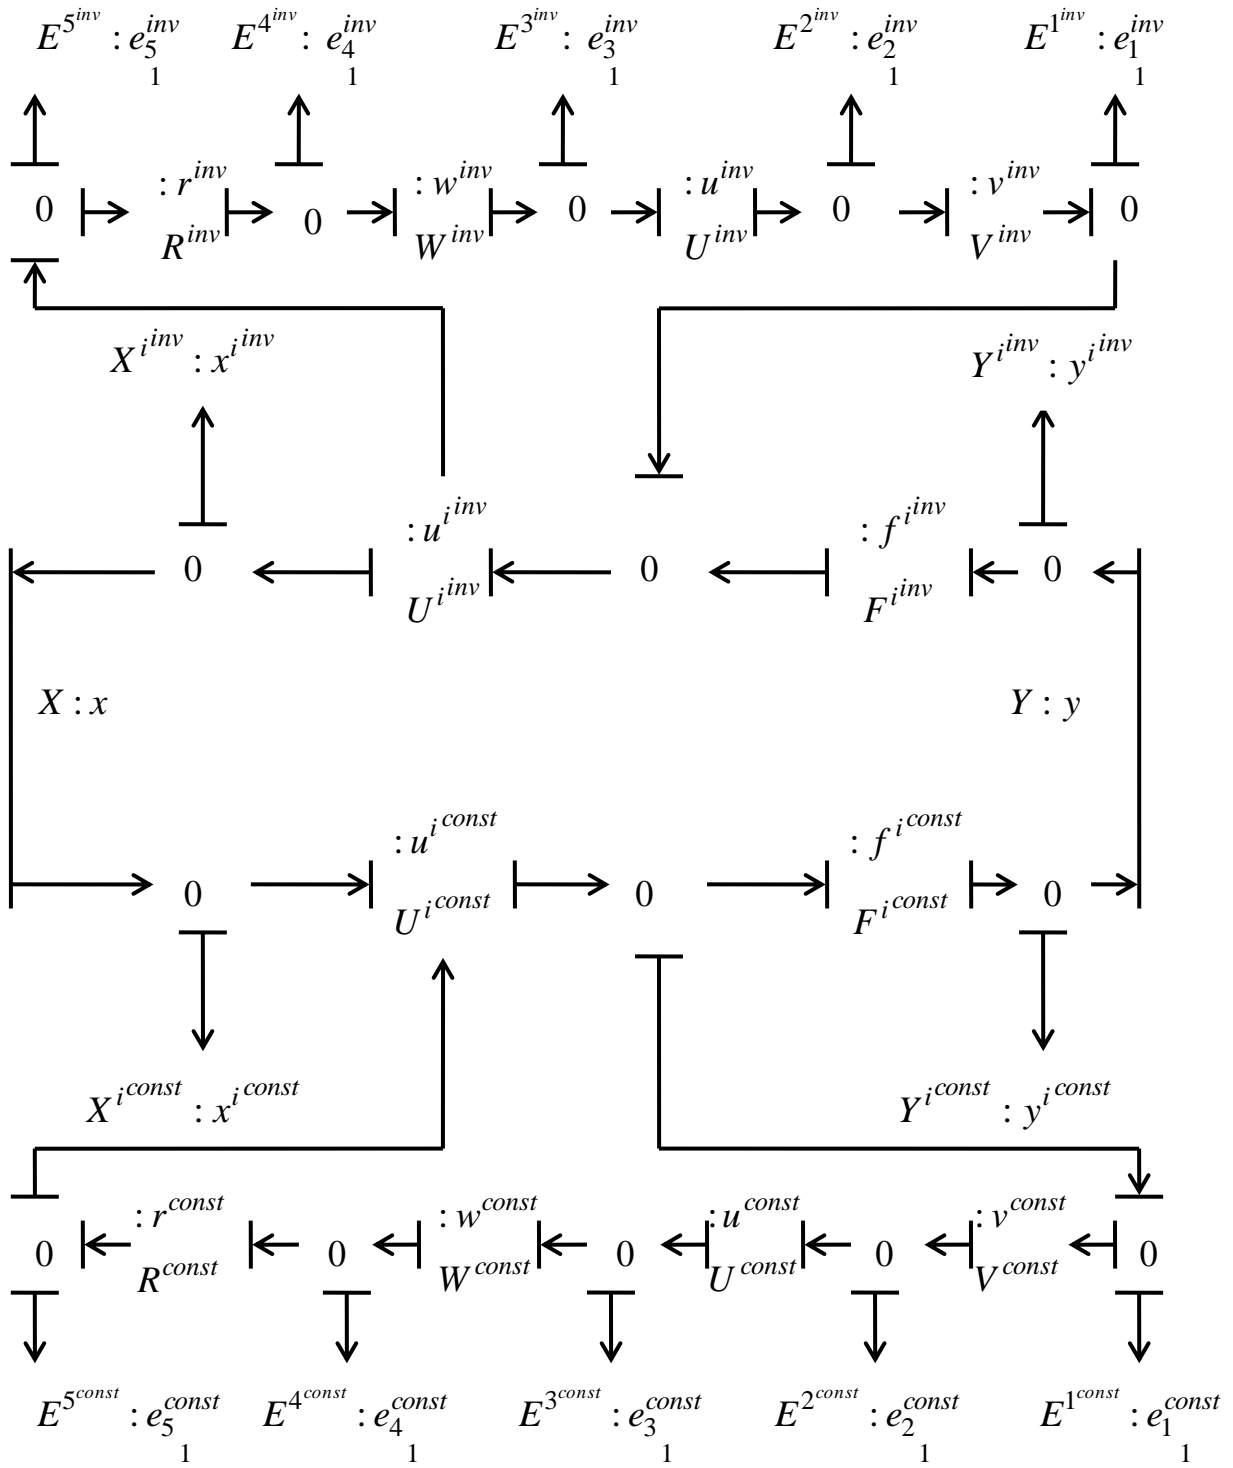 E^{5^{inv}} : e_5^{inv} E^{4^{inv}} : e_4^{inv} E^{3^{inv}} : e_3^{inv} E^{2^{inv}} : e_2^{inv} E^{1^{inv}} : e_1^{inv}
1 1 1 1 1
: r^{inv} : w^{inv} : u^{inv} : v^{inv}
0 0 0 0 0
R^{inv} W^{inv} U^{inv} V^{inv}
X^{i^{inv}} : x^{i^{inv}} Y^{i^{inv}} : y^{i^{inv}}
: u^{i^{inv}} : f^{i^{inv}}
0 0 0
U^{i^{inv}} F^{i^{inv}}
X : x Y : y
: u^{i^{const}} : f^{i^{const}}
0 0 0
U^{i^{const}} F^{i^{const}}
X^{i^{const}} : x^{i^{const}} Y^{i^{const}} : y^{i^{const}}
: r^{const} : w^{const} : u^{const} : v^{const}
0 0 0 0 0
R^{const} W^{const} U^{const} V^{const}
E^{5^{const}} : e_5^{const} E^{4^{const}} : e_4^{const} E^{3^{const}} : e_3^{const} E^{2^{const}} : e_2^{const} E^{1^{const}} : e_1^{const}
1 1 1 1 1